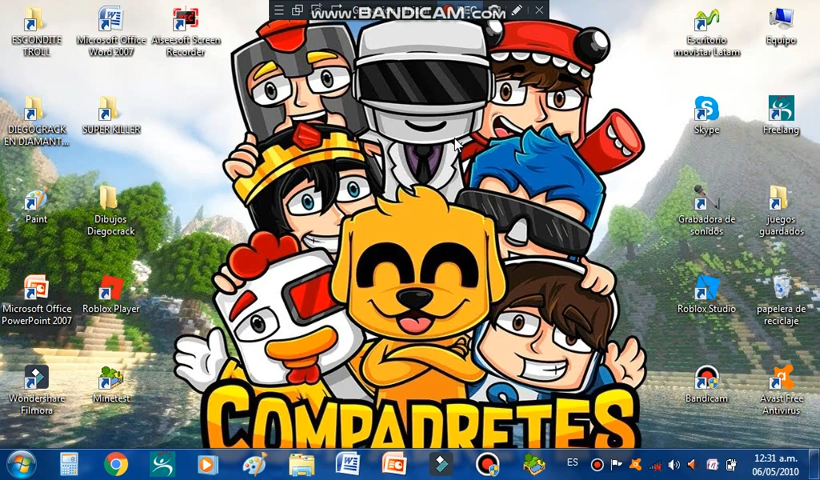 www.BANDICAM.com
ESCONDITE
TROLL
Microsoft Office
Word 2007
Aiseesoft Screen
Recorder
Escritorio
movistar Latam
Equipo
DIEGOCRACK
EN DIAMANT...
SUPER KILLER
Skype
Freelang
Paint
Dibujos
Diegocrack
Grabadora de
sonidos
juegos
guardados
Microsoft Office
PowerPoint 2007
Roblox Player
Roblox Studio
papelera de
reciclaje
Wondershare
Filmora
Minetest
Bandicam
Avast Free
Antivirus
COMPADRETES
ES
12:31 a.m.
06/05/2010